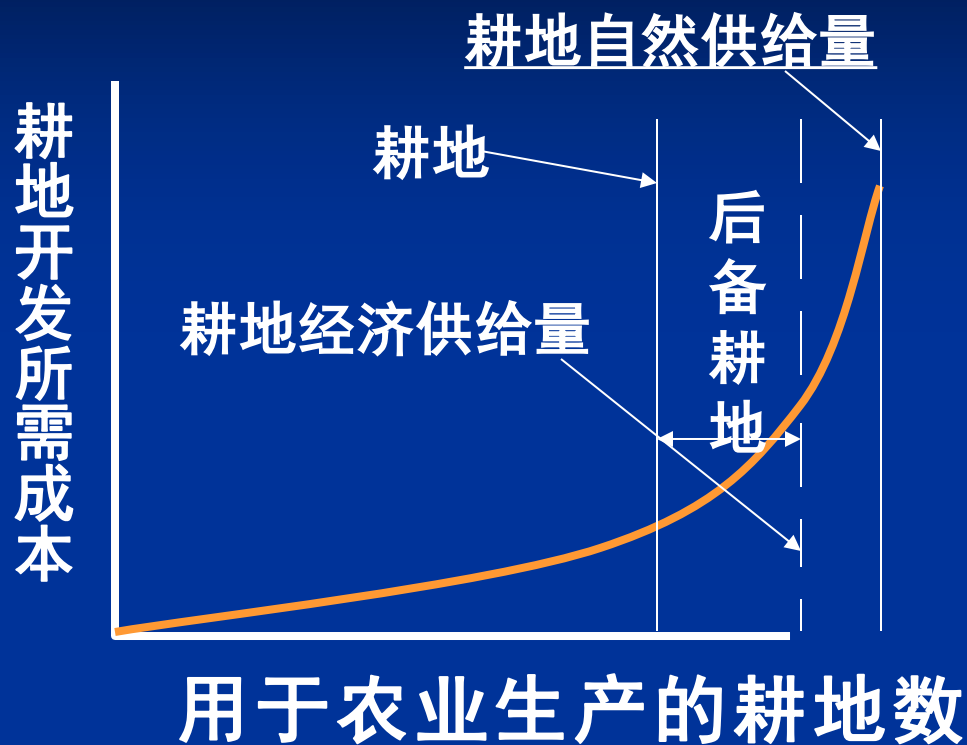 耕地自然供给量
耕地
耕地开发所需成本
后备耕地
耕地经济供给量
用于农业生产的耕地数